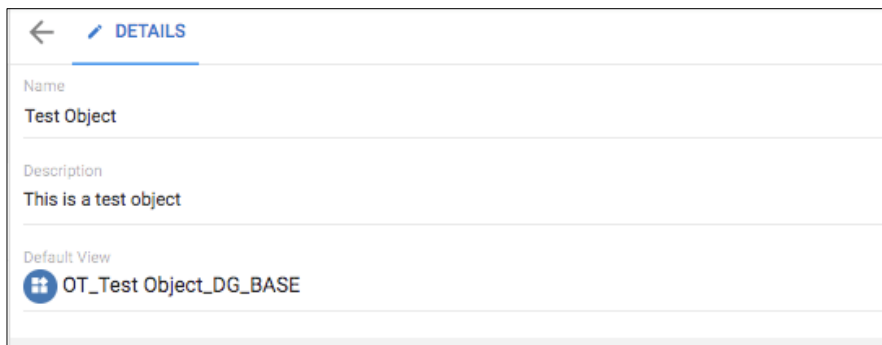 DETAILS
Name
Test Object
Description
This is a test object
Default View
OT_Test Object_DG_BASE